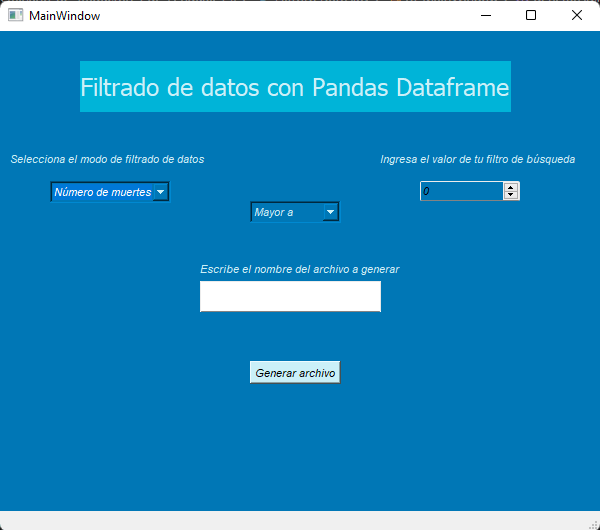 MainWindow
Filtrado de datos con Pandas Dataframe
Selecciona el modo de filtrado de datos
Ingresa el valor de tu filtro de búsqueda
Número de muertes
0
Mayor a
Escribe el nombre del archivo a generar
Generar archivo